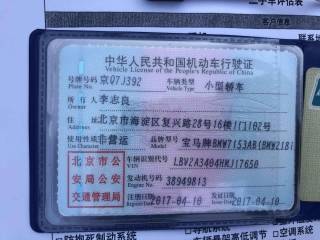 中华人民共和国机动车行驶证
Vehicle License of the People's Republic of China
号牌号码 京Q7J392 车辆类型 小型轿车
Plate No. Vehicle Type
所有人 李志良
Owner
住址 北京市海淀区复兴路28号16楼1门102号
Address
使用性质 非营运 品牌型号 宝马牌BMW7153AB(BMW218i
Use Character Model
北京市公 车辆识别代号 LBV2A3404HMJ17650
安局公安 VIN
交通管理局 发动机号码 38949813
Engine No.
注册日期 2017-04-10 发证日期 2017-04-10
Register Date Issue Date